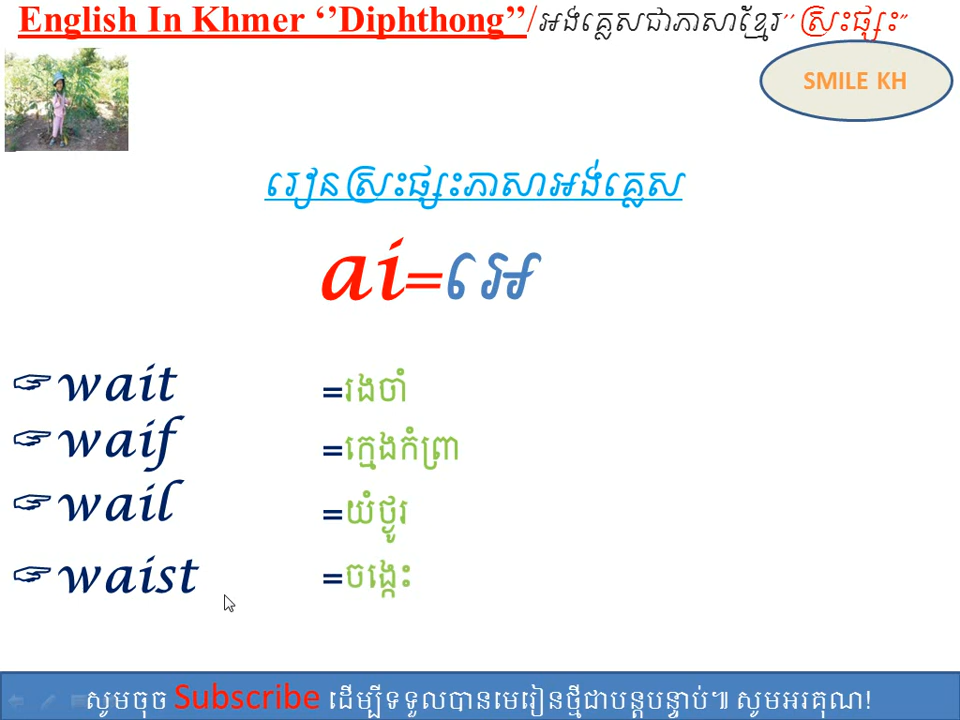 English In Khmer ‘’Diphthong’’/អង់គ្លេសជាភាសាខ្មែរ’’ ស្រះផ្សះ”
SMILE KH
រៀនស្រះផ្សះភាសាអង់គ្លេស
ai=អេ
☞wait =រងចាំ
☞waif =ក្មេងកំព្រា
☞wail =យំថ្ងូរ
☞waist =ចង្កេះ
សូមចុច Subscribe ដើម្បីទទួលបានមេរៀនថ្មីជាបន្តបន្ទាប់៕ សូមអរគុណ!